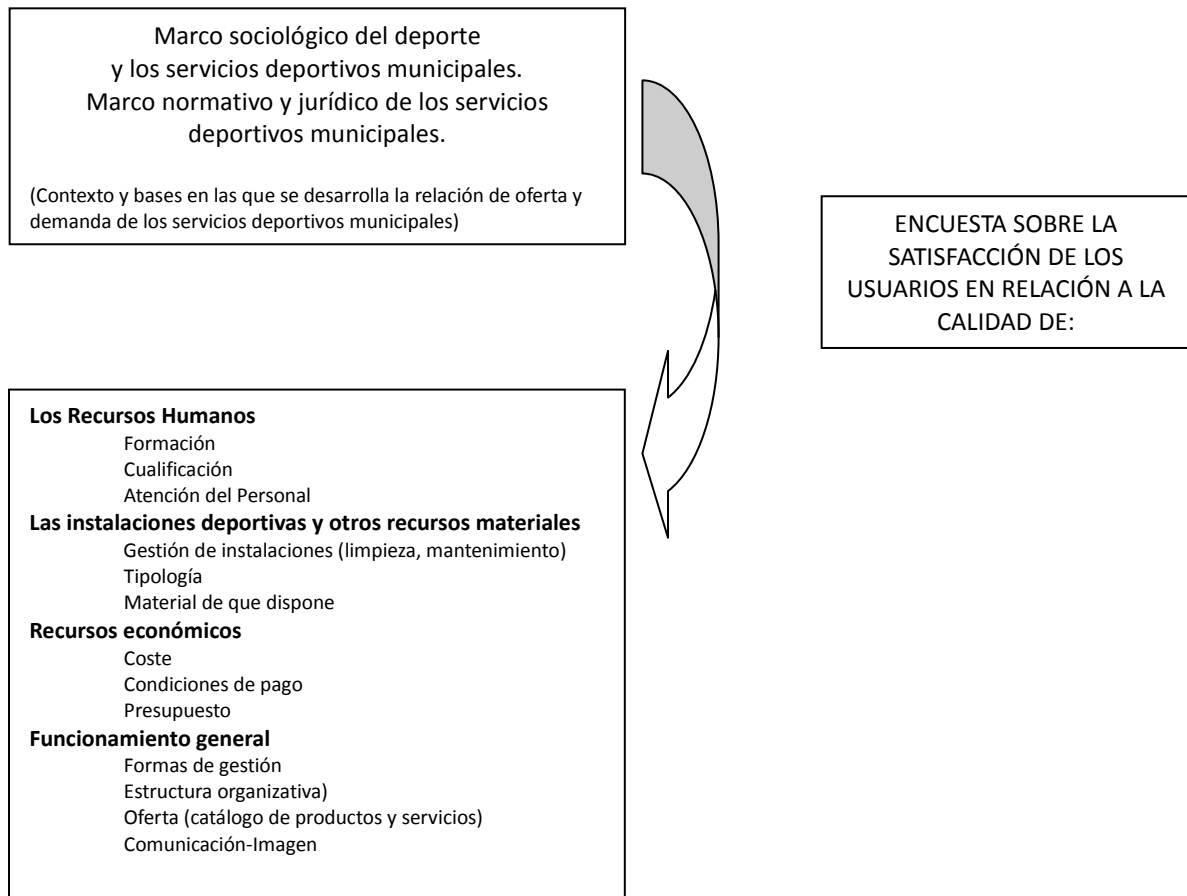 Marco sociológico del deporte
y los servicios deportivos municipales.
Marco normativo y jurídico de los servicios
deportivos municipales.
(Contexto y bases en las que se desarrolla la relación de oferta y
demanda de los servicios deportivos municipales)
ENCUESTA SOBRE LA
SATISFACCIÓN DE LOS
USUARIOS EN RELACIÓN A LA
CALIDAD DE:
Los Recursos Humanos
Formación
Cualificación
Atención del Personal
Las instalaciones deportivas y otros recursos materiales
Gestión de instalaciones (limpieza, mantenimiento)
Tipología
Material de que dispone
Recursos económicos
Coste
Condiciones de pago
Presupuesto
Funcionamiento general
Formas de gestión
Estructura organizativa)
Oferta (catálogo de productos y servicios)
Comunicación-Imagen